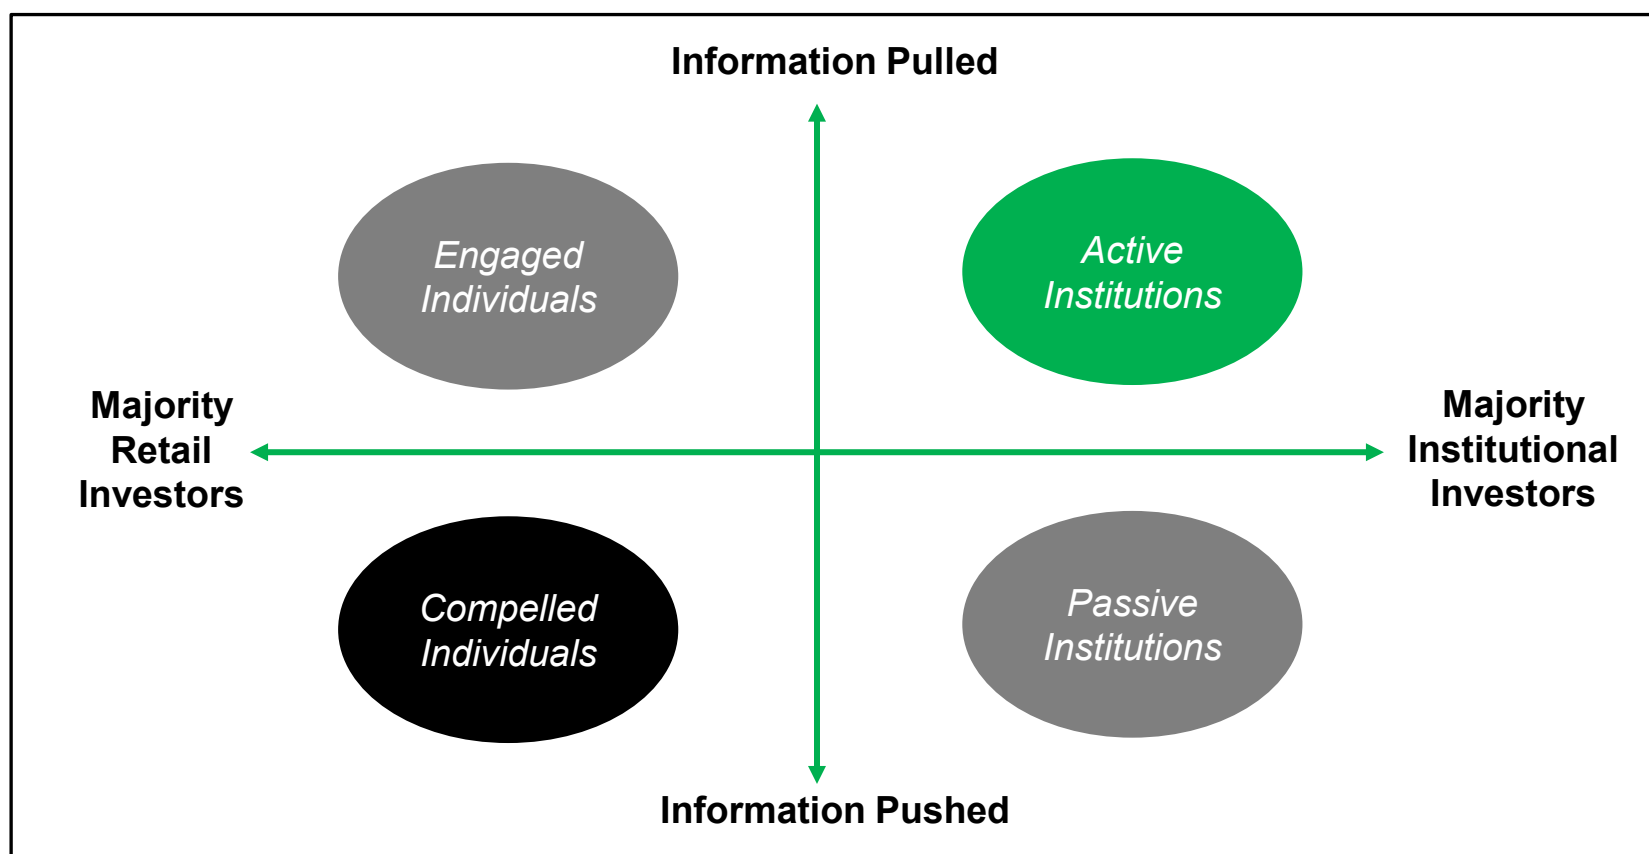 Information Pulled
Engaged
Individuals
Active
Institutions
Majority
Retail
Investors
Majority
Institutional
Investors
Compelled
Individuals
Passive
Institutions
Information Pushed